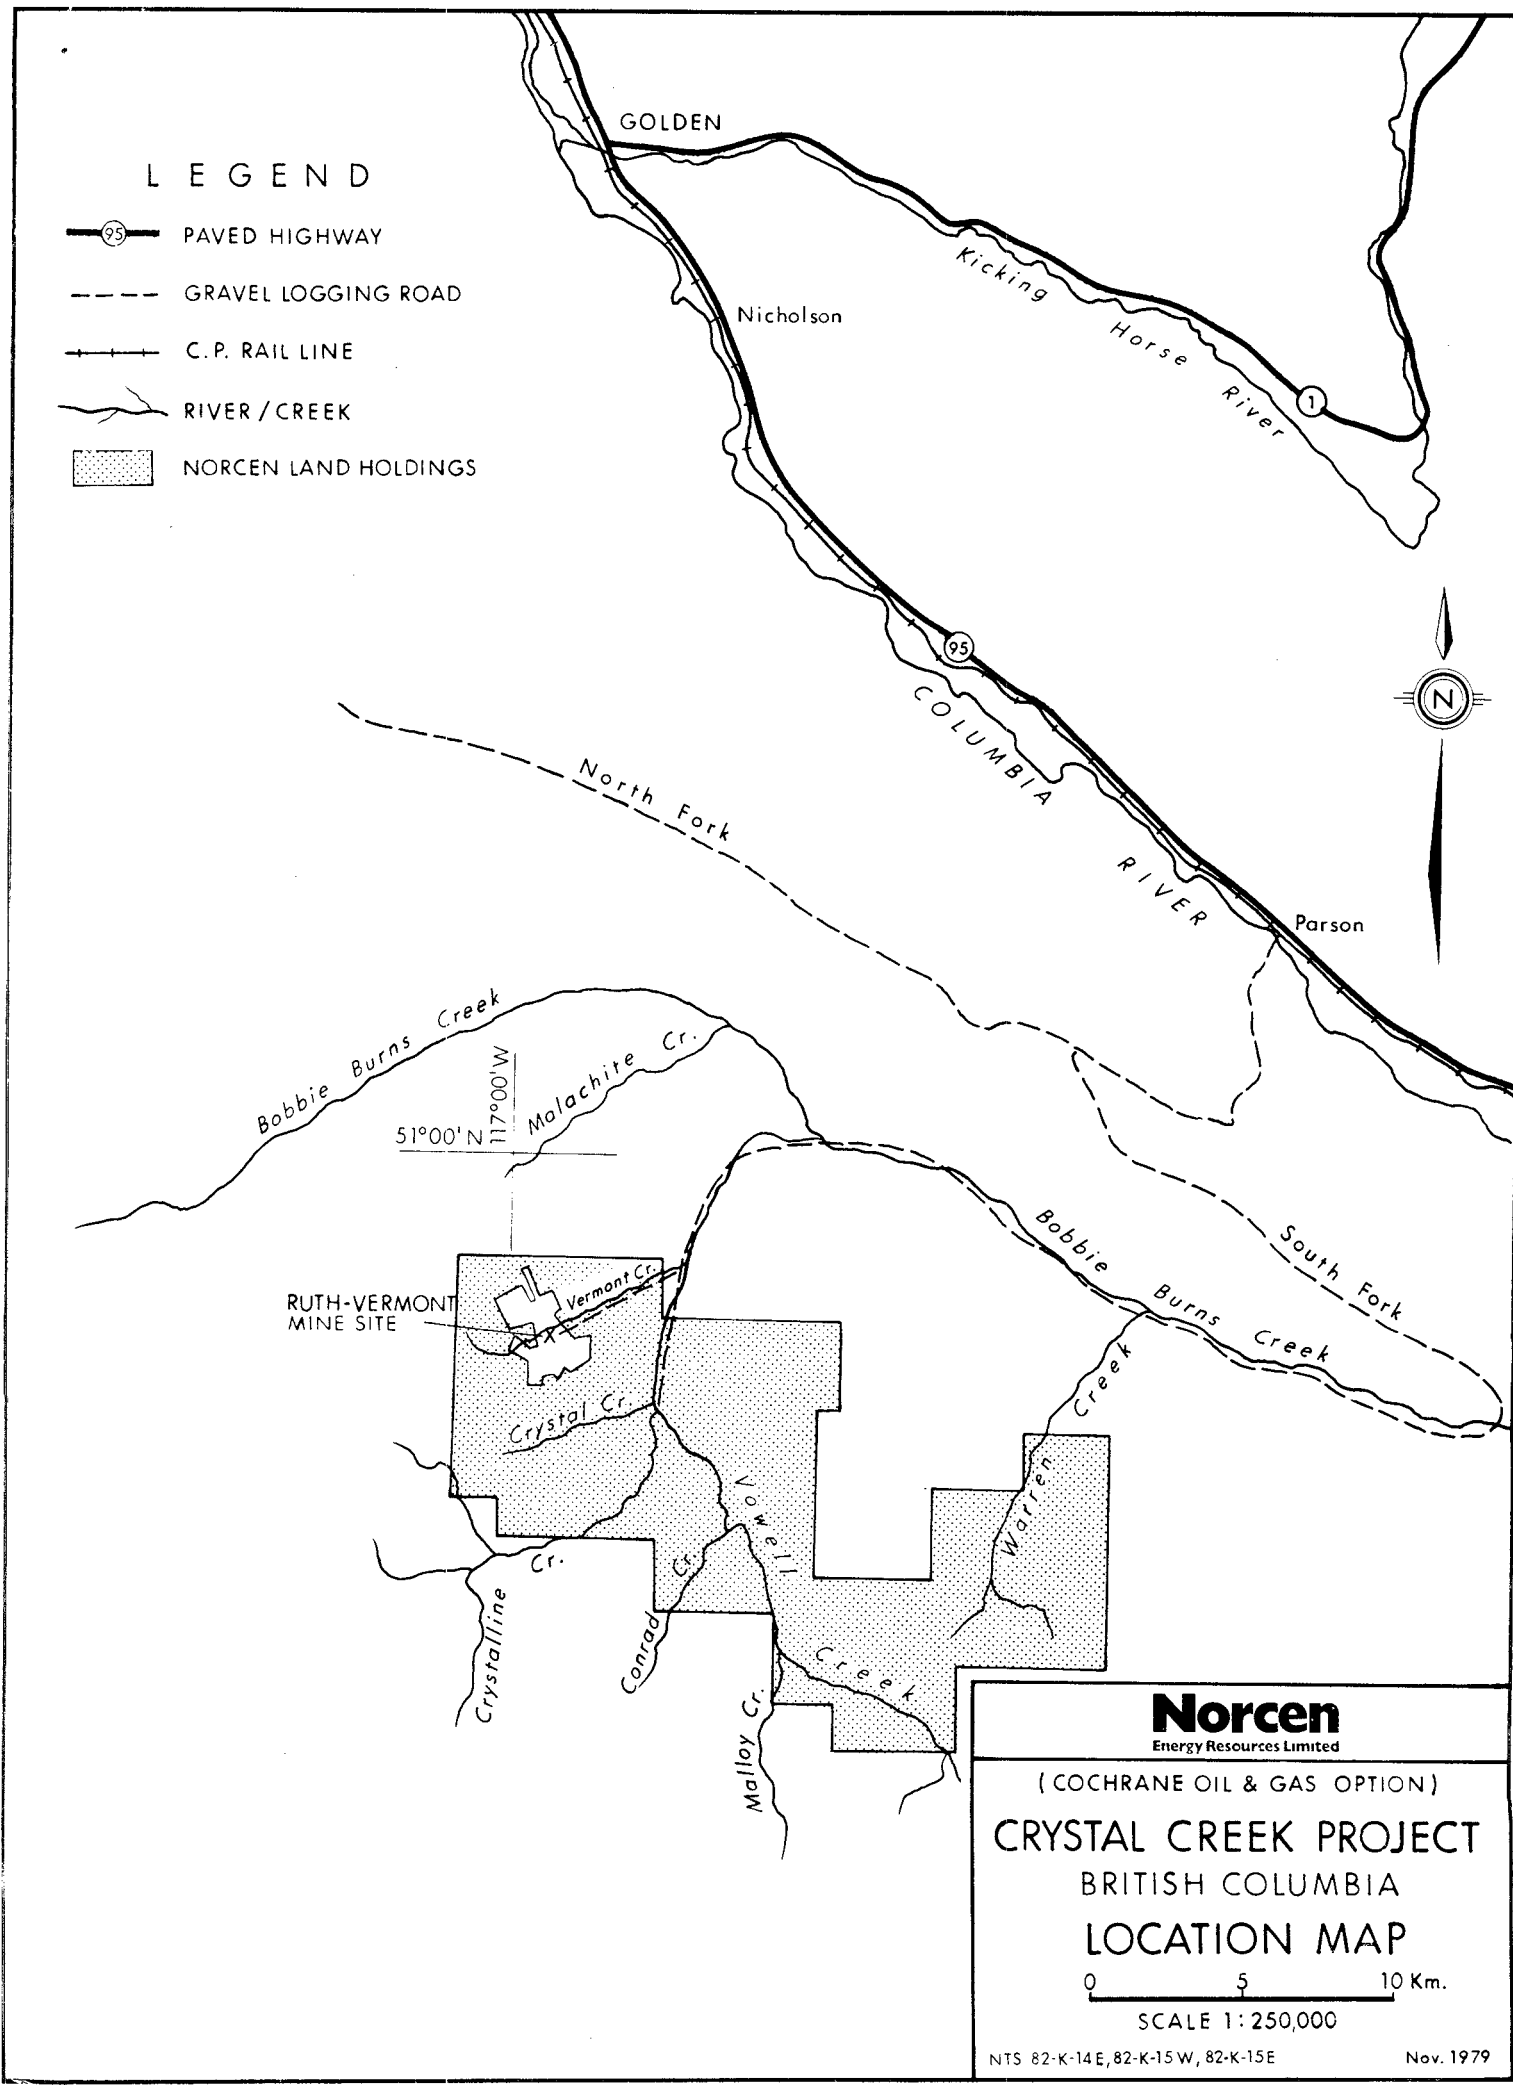 GOLDEN
LEGEND
95 PAVED HIGHWAY
GRAVEL LOGGING ROAD
C.P. RAIL LINE
RIVER / CREEK
NORCEN LAND HOLDINGS
Kicking Horse River
1
Nicholson
95
COLUMBIA RIVER
N
North Fork
Parson
Bobbie Burns Creek
Malachite Cr.
117°00'W
51°00'N
South Fork
Bobbie Burns Creek
Vermont Cr.
RUTH-VERMONT
MINE SITE
Crystal Cr.
Warren Creek
Vowell Creek
Crystalline Cr.
Conrad Cr.
Malloy Cr.
Norcen
Energy Resources Limited
(COCHRANE OIL & GAS OPTION)
CRYSTAL CREEK PROJECT
BRITISH COLUMBIA
LOCATION MAP
0 5 10 Km.
SCALE 1:250,000
NTS 82-K-14E, 82-K-15W, 82-K-15E Nov. 1979